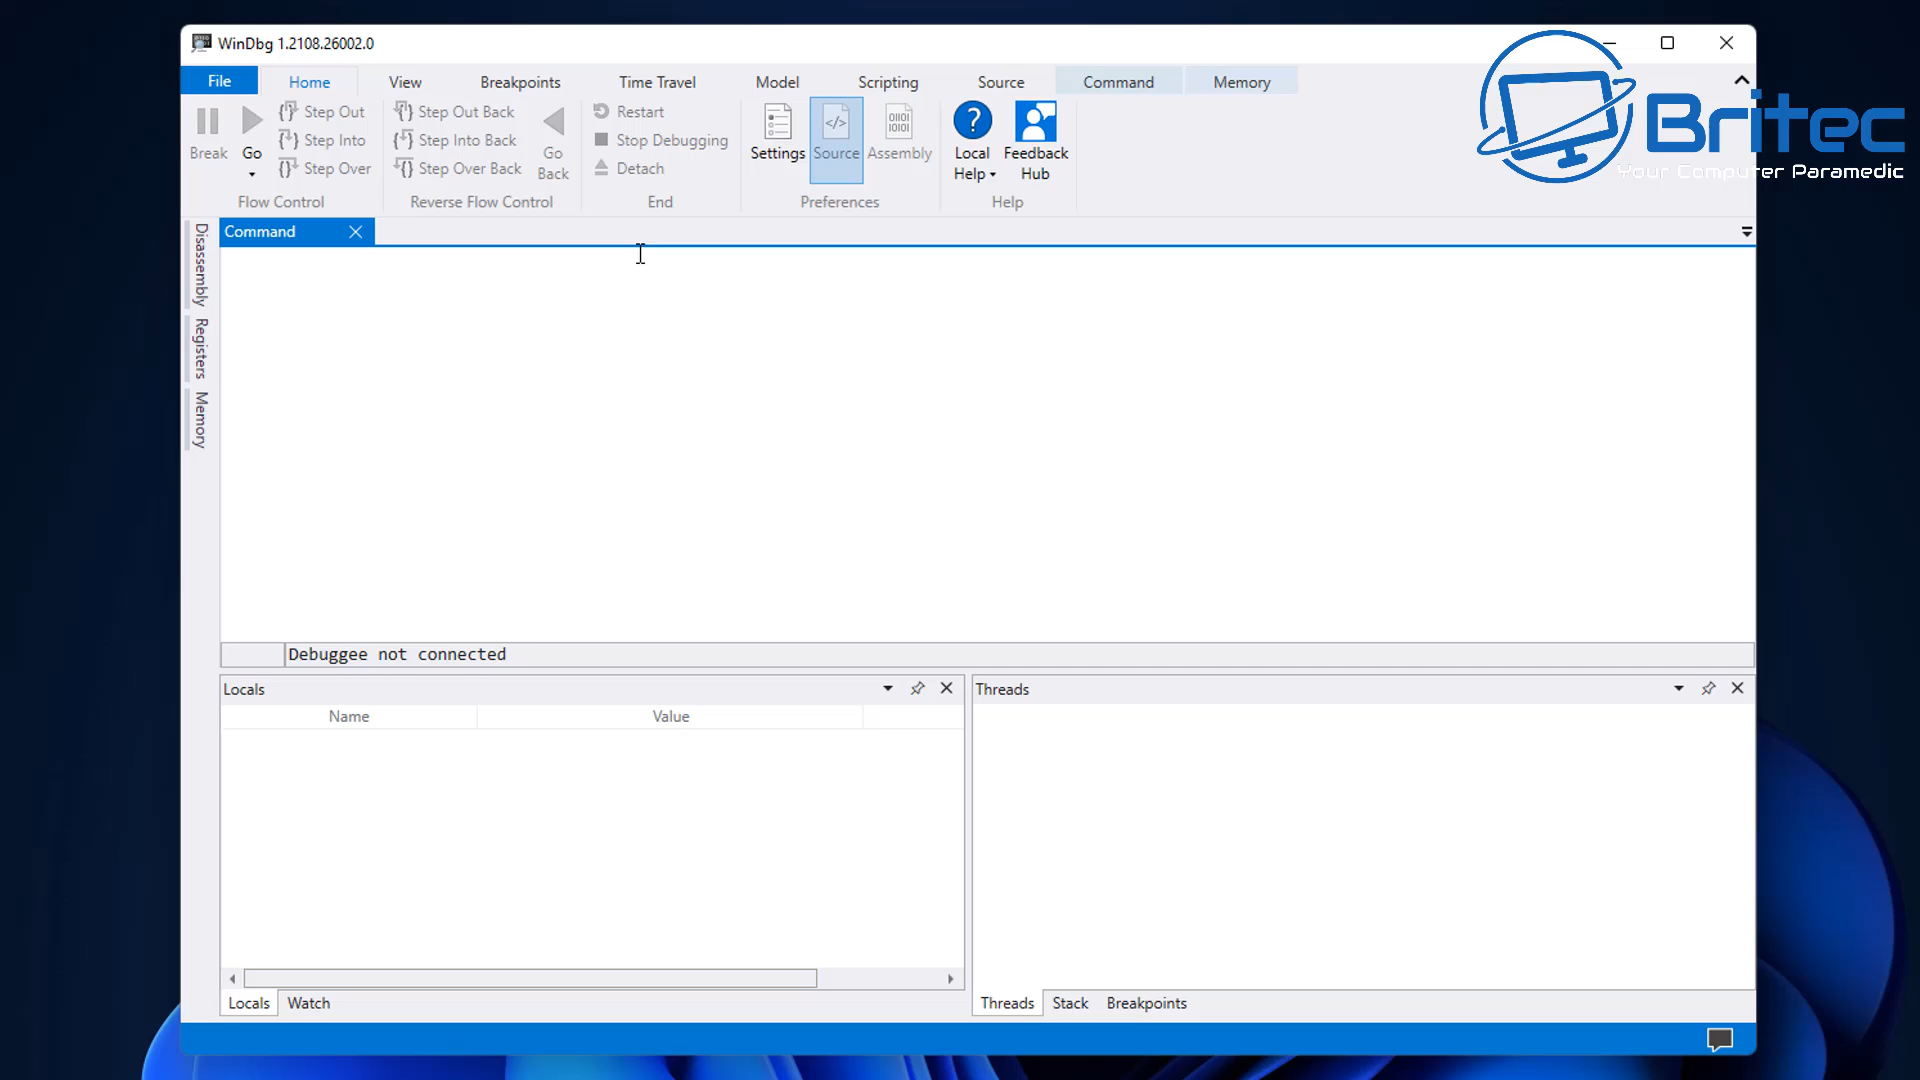 WinDbg 1.2108.26002.0
File Home View Breakpoints Time Travel Model Scripting Source Command Memory
Break
Go
Step Out
Step Into
Step Over
Flow Control
Step Out Back
Step Into Back
Step Over Back
Go Back
Reverse Flow Control
Restart
Stop Debugging
Detach
End
Settings
Source
Assembly
Preferences
Local Help
Feedback Hub
Help
Britec
Your Computer Paramedic
Command
Disassembly
Registers
Memory
Debuggee not connected
Locals
Name Value
Threads
Locals Watch
Threads Stack Breakpoints